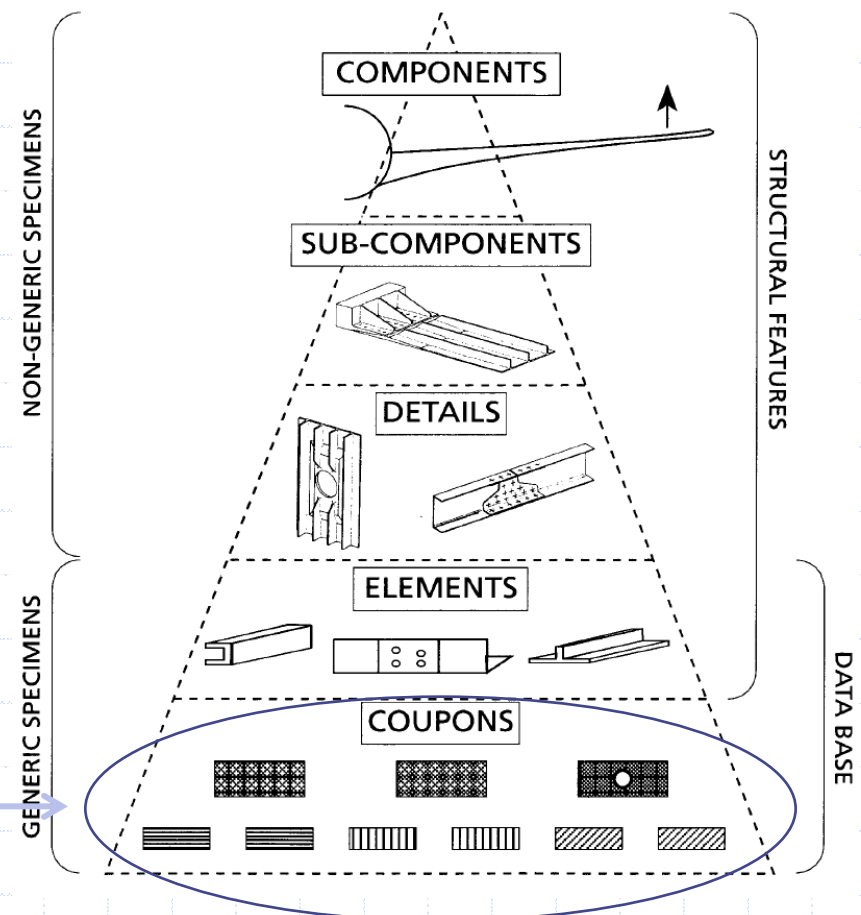 COMPONENTS
NON-GENERIC SPECIMENS
STRUCTURAL FEATURES
SUB-COMPONENTS
DETAILS
ELEMENTS
GENERIC SPECIMENS
DATA BASE
COUPONS